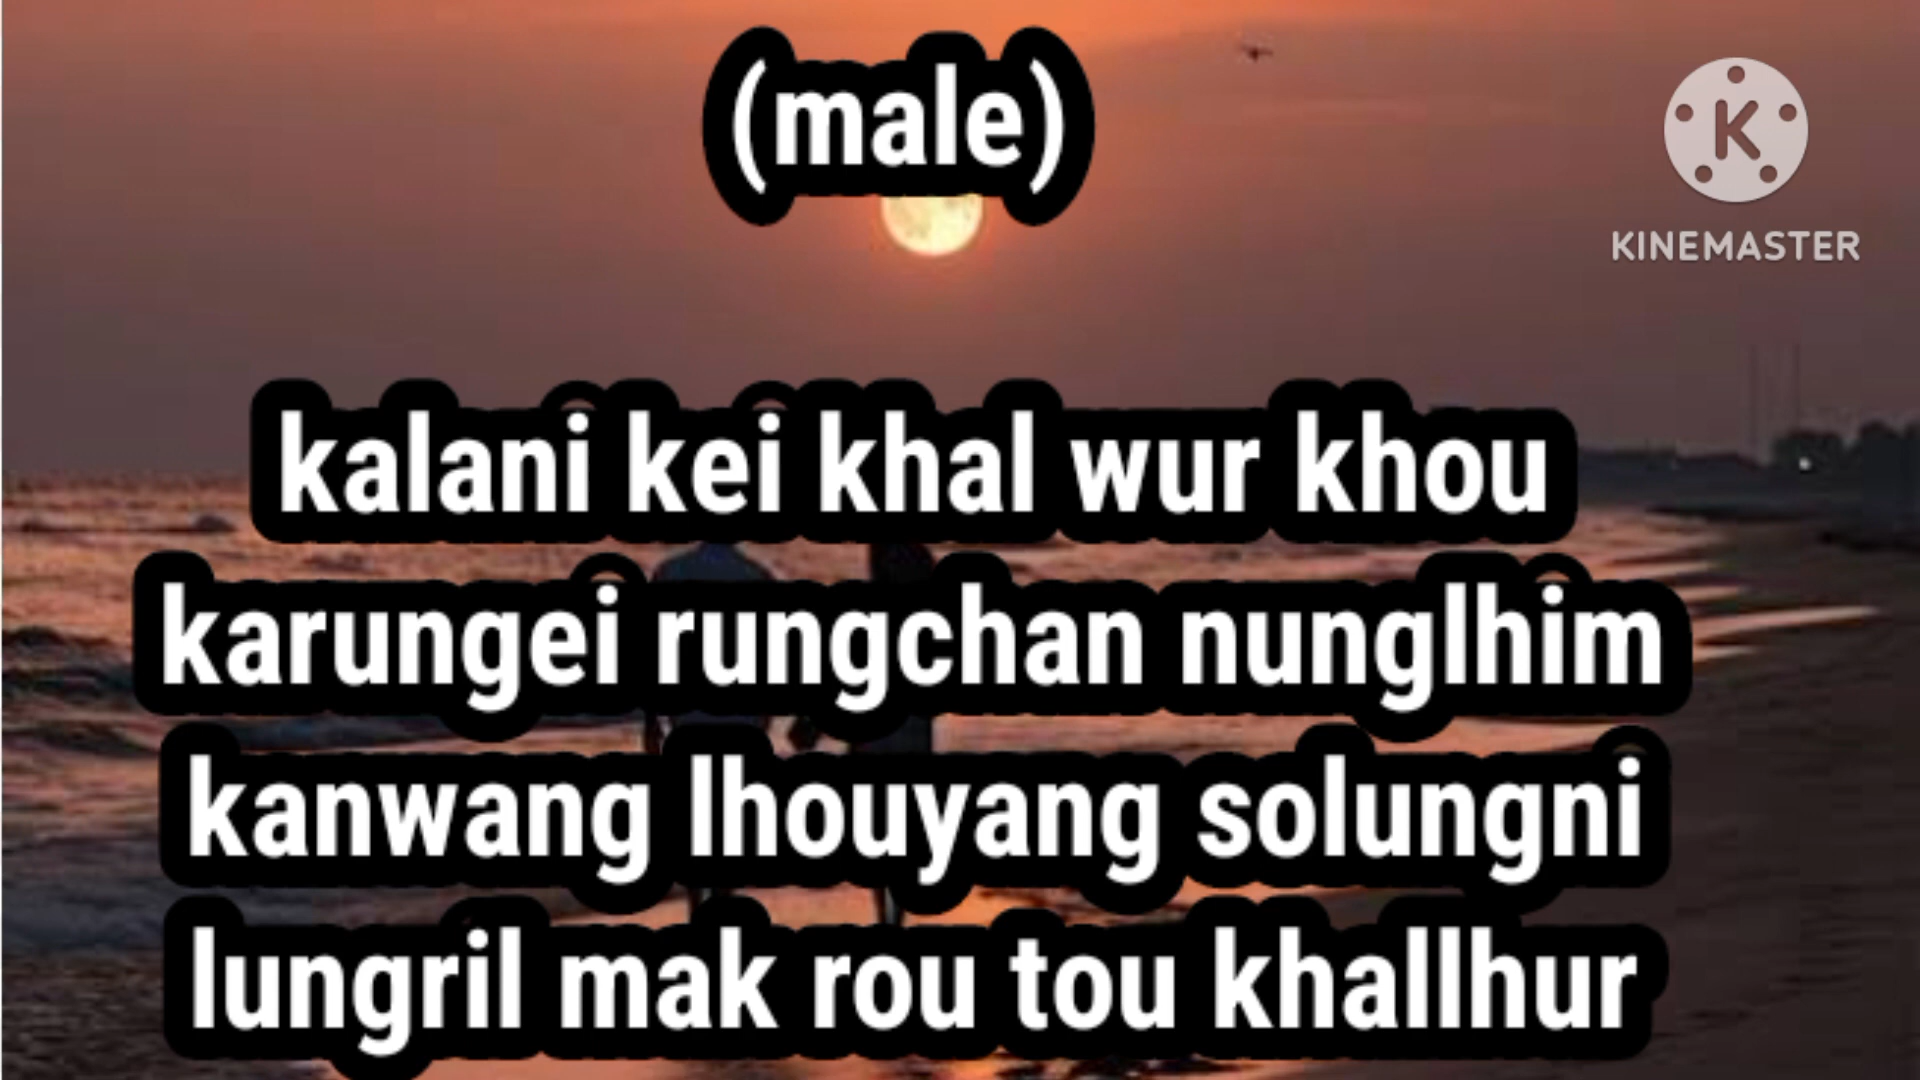 (male)
K
KINEMASTER
kalani kei khal wur khou
karungei rungchan nunglhim
kanwang lhouyang solungni
lungril mak rou tou khallhur